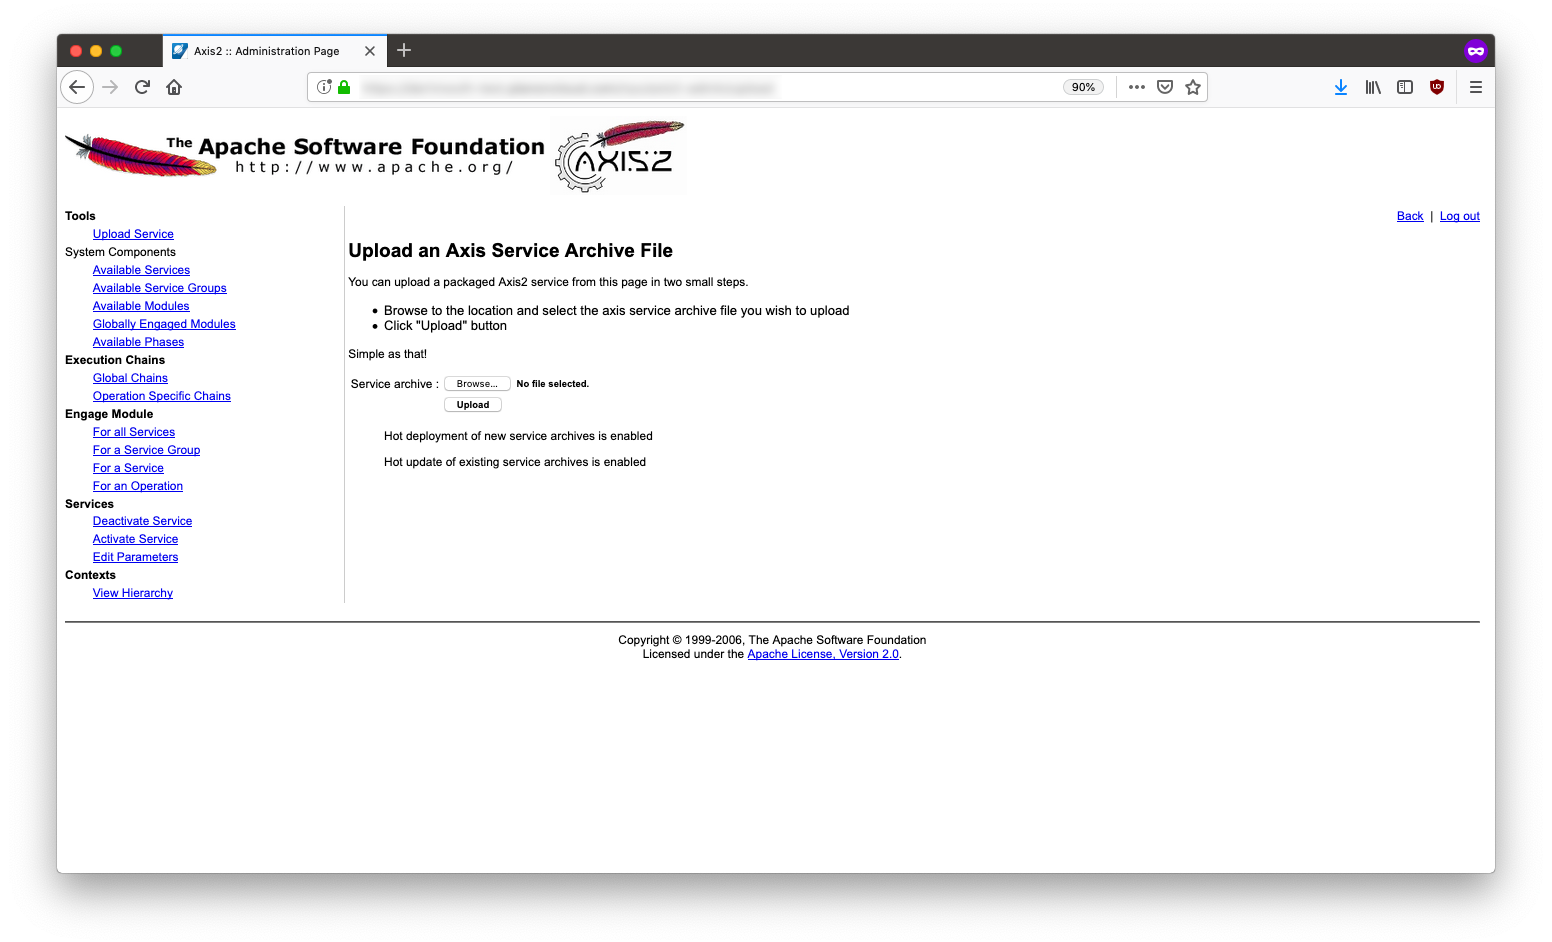 Axis2 :: Administration Page
90%
The Apache Software Foundation
http://www.apache.org/
AXIS2
Tools
Upload Service
System Components
Available Services
Available Service Groups
Available Modules
Globally Engaged Modules
Available Phases
Execution Chains
Global Chains
Operation Specific Chains
Engage Module
For all Services
For a Service Group
For a Service
For an Operation
Services
Deactivate Service
Activate Service
Edit Parameters
Contexts
View Hierarchy
Back | Log out
Upload an Axis Service Archive File
You can upload a packaged Axis2 service from this page in two small steps.
• Browse to the location and select the axis service archive file you wish to upload
• Click "Upload" button
Simple as that!
Service archive : Browse... No file selected.
Upload
Hot deployment of new service archives is enabled
Hot update of existing service archives is enabled
Copyright © 1999-2006, The Apache Software Foundation
Licensed under the Apache License, Version 2.0.